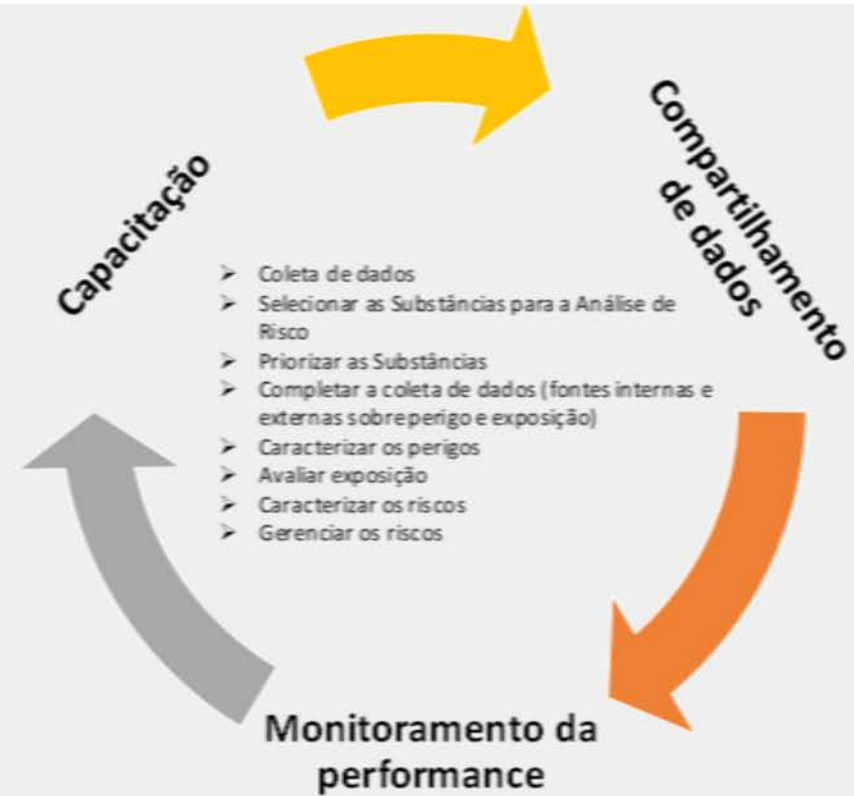 Capacitação
Compartilhamento
de dados
➢ Coleta de dados
➢ Selecionar as Substâncias para a Análise de
Risco
➢ Priorizar as Substâncias
➢ Completar a coleta de dados (fontes internas e
externas sobre perigo e exposição)
➢ Caracterizar os perigos
➢ Avaliar exposição
➢ Caracterizar os riscos
➢ Gerenciar os riscos
Monitoramento da
performance